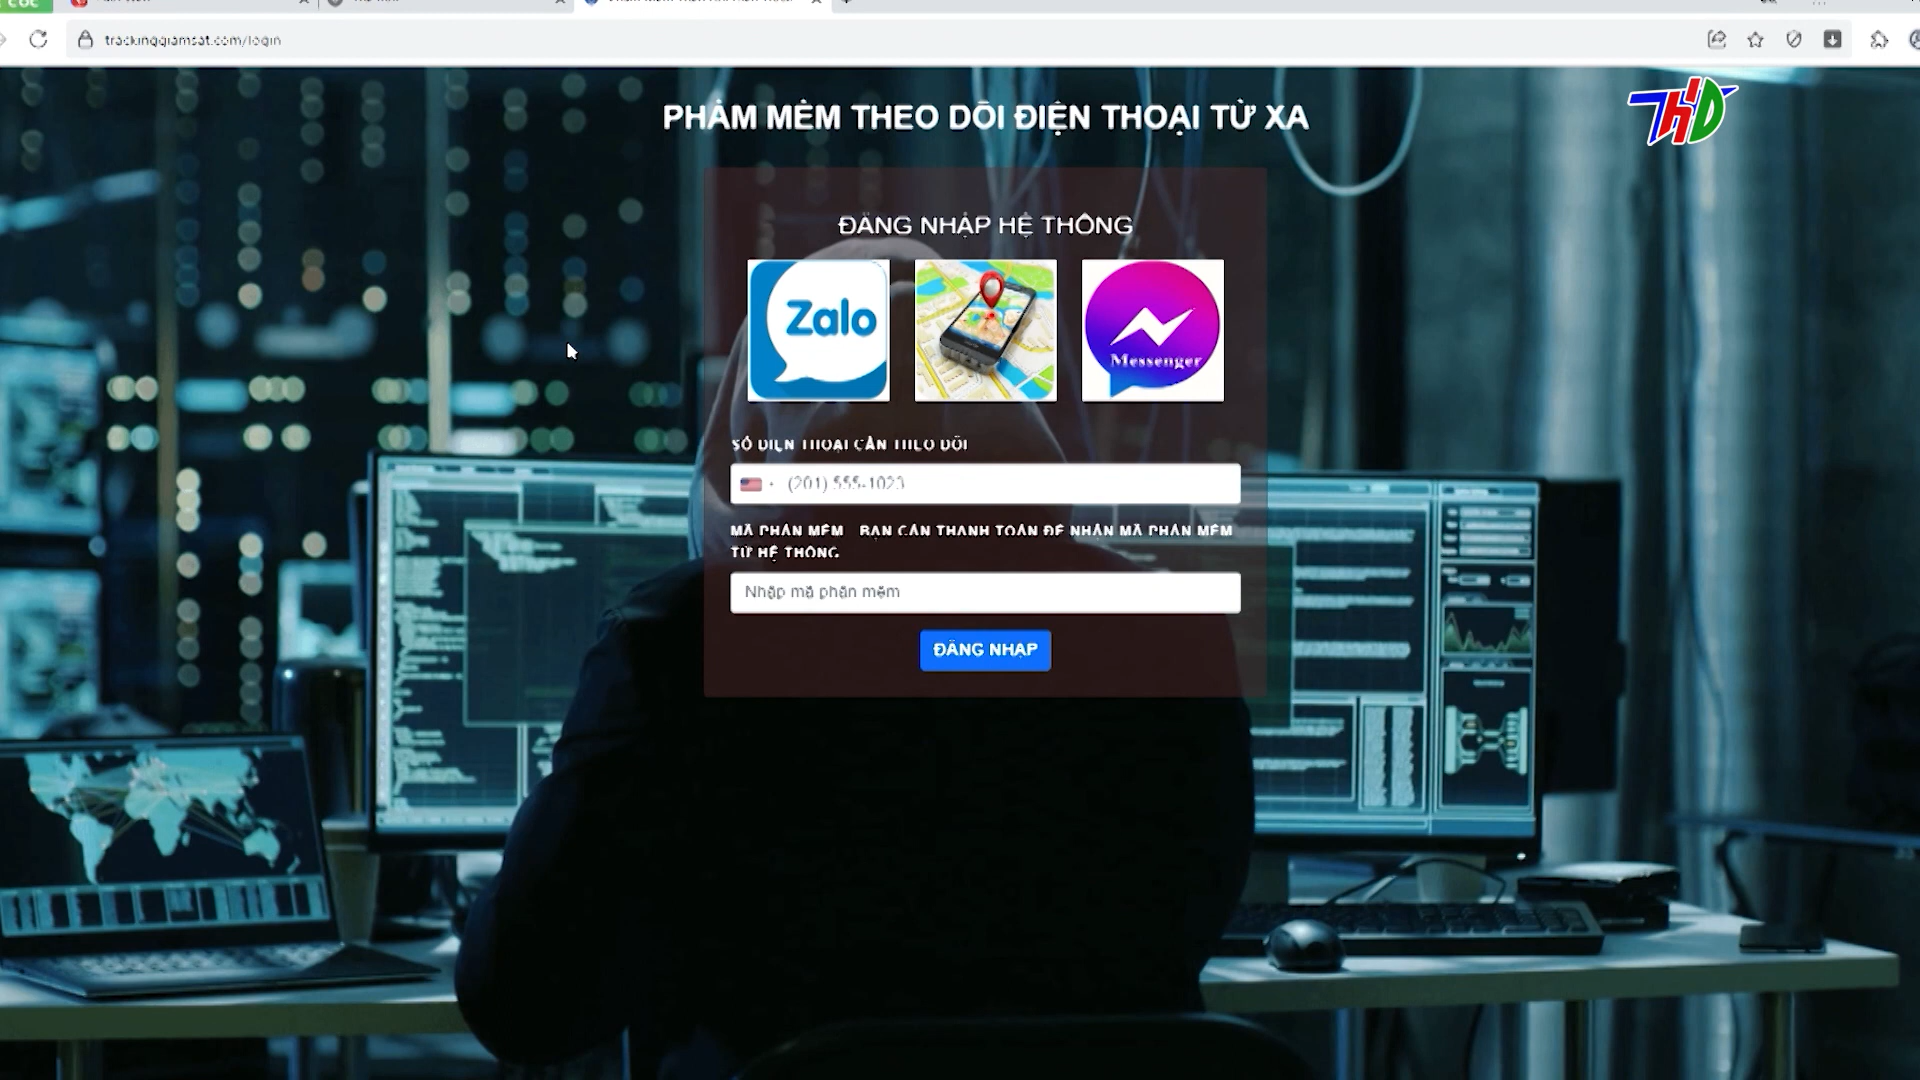 CỐC
trackinggiamsat.com/login
THD
PHẦM MỀM THEO DÕI ĐIỆN THOẠI TỪ XA
ĐĂNG NHẬP HỆ THỐNG
Zalo
Messenger
SỐ ĐIỆN THOẠI CẦN THEO DÕI
(201) 555-1023
MÃ PHẦN MỀM BẠN CẦN THANH TOÁN ĐỂ NHẬN MÃ PHẦN MỀM
TỪ HỆ THỐNG
Nhập mã phần mềm
ĐĂNG NHẬP